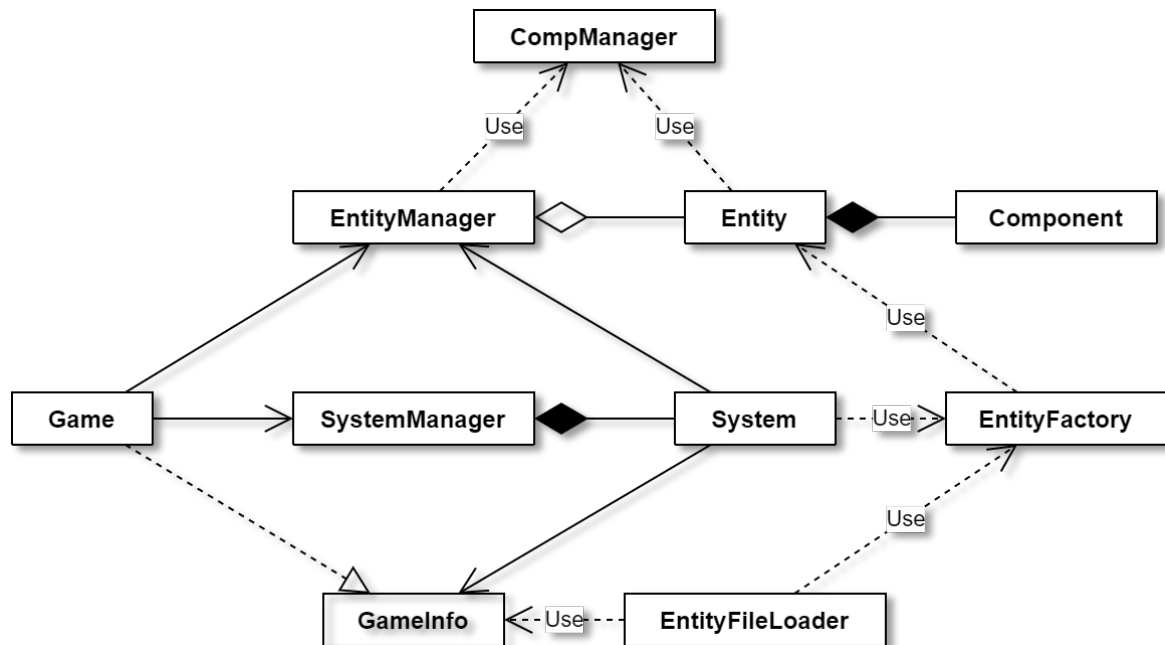 CompManager
Use
Use
EntityManager
Entity
Component
Use
Game
SystemManager
System
Use
EntityFactory
Use
GameInfo
Use
EntityFileLoader